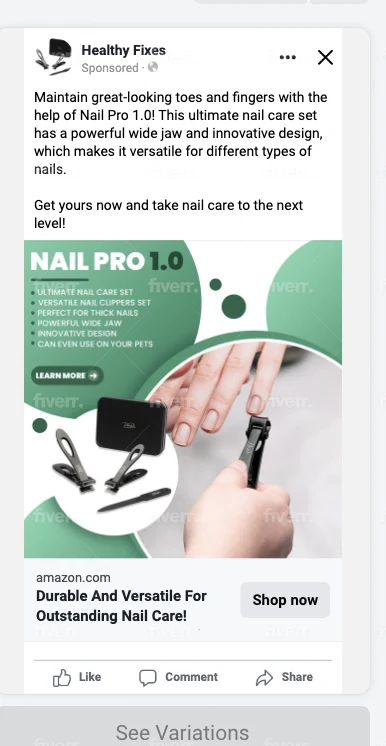 Healthy Fixes
Sponsored ·
Maintain great-looking toes and fingers with the
help of Nail Pro 1.0! This ultimate nail care set
has a powerful wide jaw and innovative design,
which makes it versatile for different types of
nails.
Get yours now and take nail care to the next
level!
NAIL PRO 1.0
• ULTIMATE NAIL CARE SET
• VERSATILE NAIL CLIPPERS SET
• PERFECT FOR THICK NAILS
• POWERFUL WIDE JAW
• INNOVATIVE DESIGN
• CAN EVEN USE ON YOUR PETS
LEARN MORE
fiverr.
fiverr.
fiverr.
fiverr.
fiverr.
fiverr.
amazon.com
Durable And Versatile For
Outstanding Nail Care!
Shop now
Like
Comment
Share
See Variations